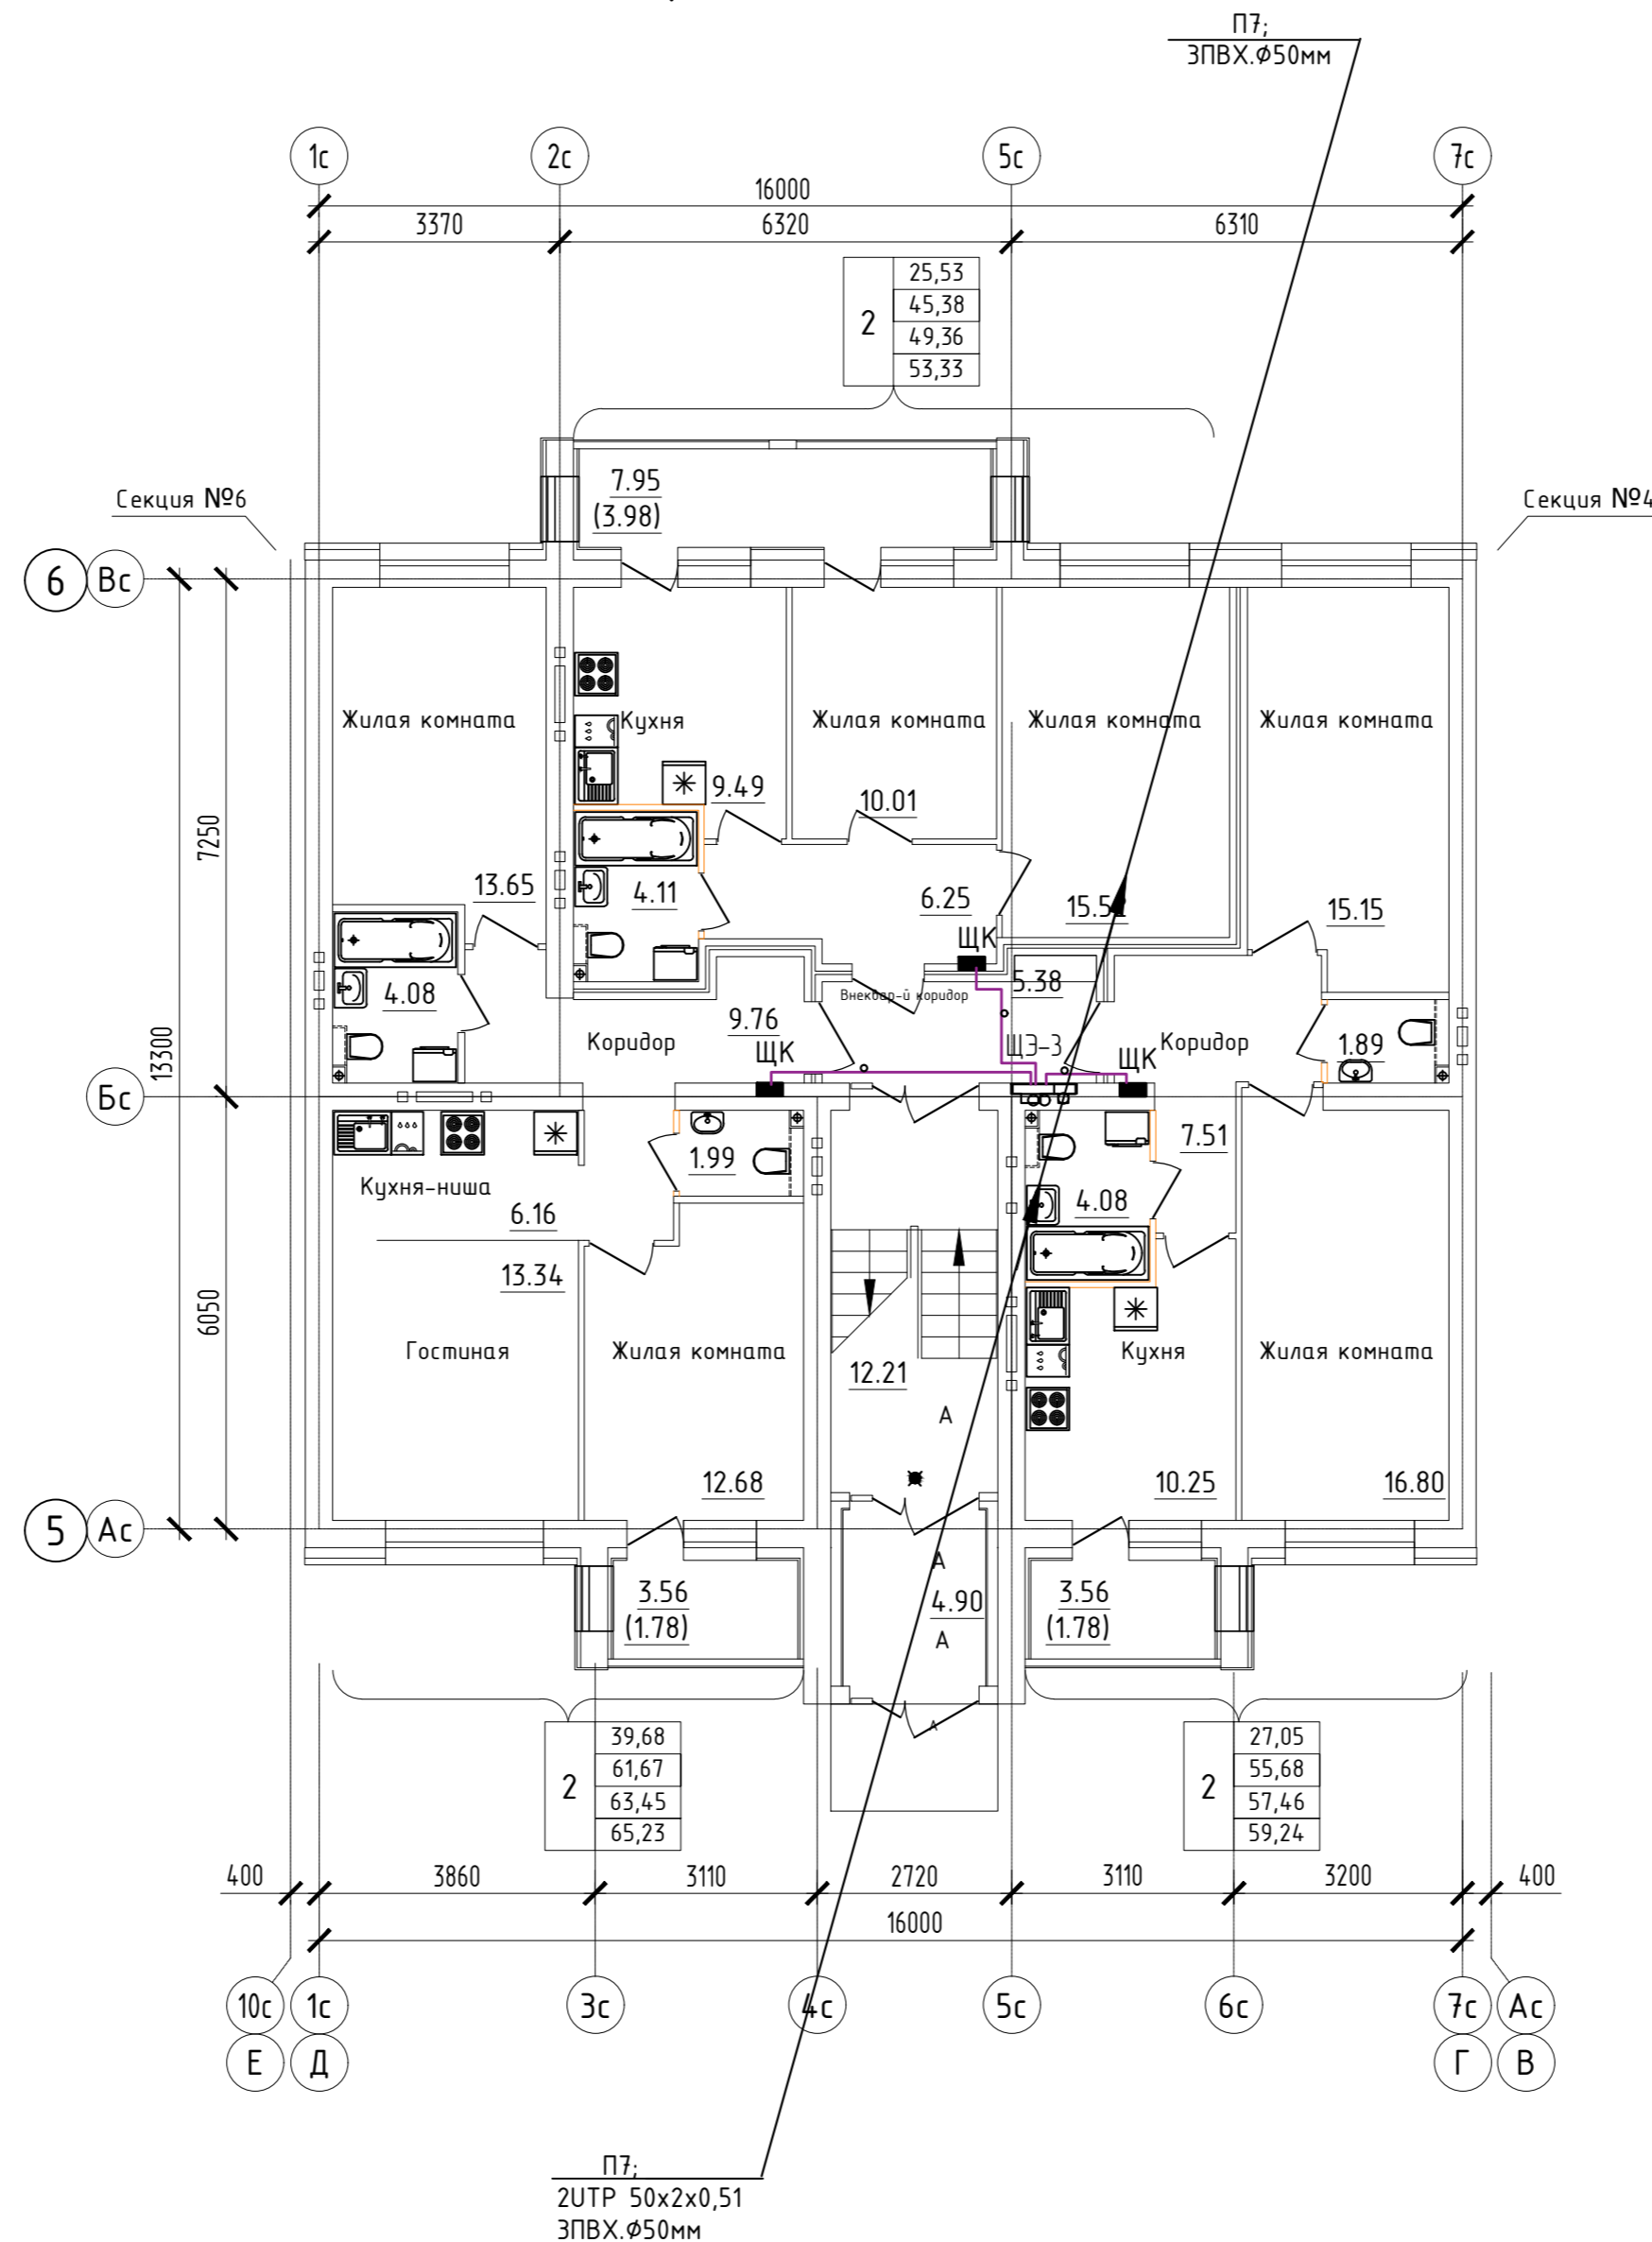 П7;
3ПВХ.Ф50мм
1с
2с
5с
7с
16000
3370
6320
6310
2
25,53
45,38
49,36
53,33
7.95
(3.98)
Секция №6
Секция №4
6
Вс
Жилая комната
Кухня
Жилая комната
Жилая комната
Жилая комната
9.49
10.01
7250
13.65
4.11
6.25
15.15
ЩК
5.38
4.08
Внеквар-й коридор
9.76
Коридор
ЩЭ-3
Коридор
1.89
13300
ЩК
ЩК
Бс
7.51
1.99
Кухня-ниша
4.08
6.16
13.34
6050
Гостиная
Жилая комната
Кухня
Жилая комната
12.21
А
12.68
10.25
16.80
5
Ас
А
3.56
(1.78)
4.90
3.56
(1.78)
А
А
2
39,68
61,67
63,45
65,23
2
27,05
55,68
57,46
59,24
400
3860
3110
2720
3110
3200
400
16000
10с
1с
3с
4с
5с
6с
7с
Ас
Е
Д
Г
В
П7;
2UTP 50х2х0,51
3ПВХ.Ф50мм